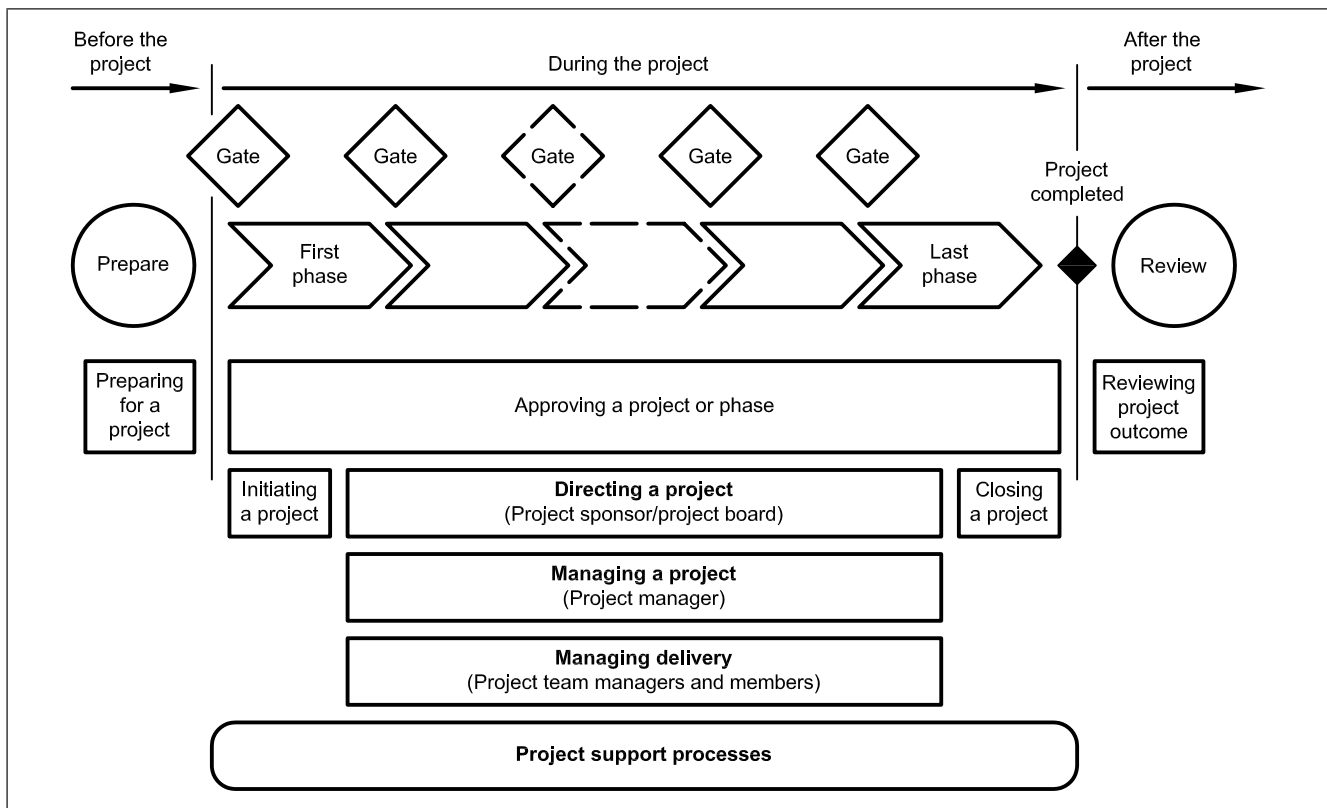 Before the
project
During the project
After the
project
Gate
Gate
Gate
Gate
Gate
Project
completed
Prepare
First
phase
Last
phase
Review
Preparing
for a
project
Approving a project or phase
Reviewing
project
outcome
Initiating
a project
Directing a project
(Project sponsor/project board)
Closing
a project
Managing a project
(Project manager)
Managing delivery
(Project team managers and members)
Project support processes